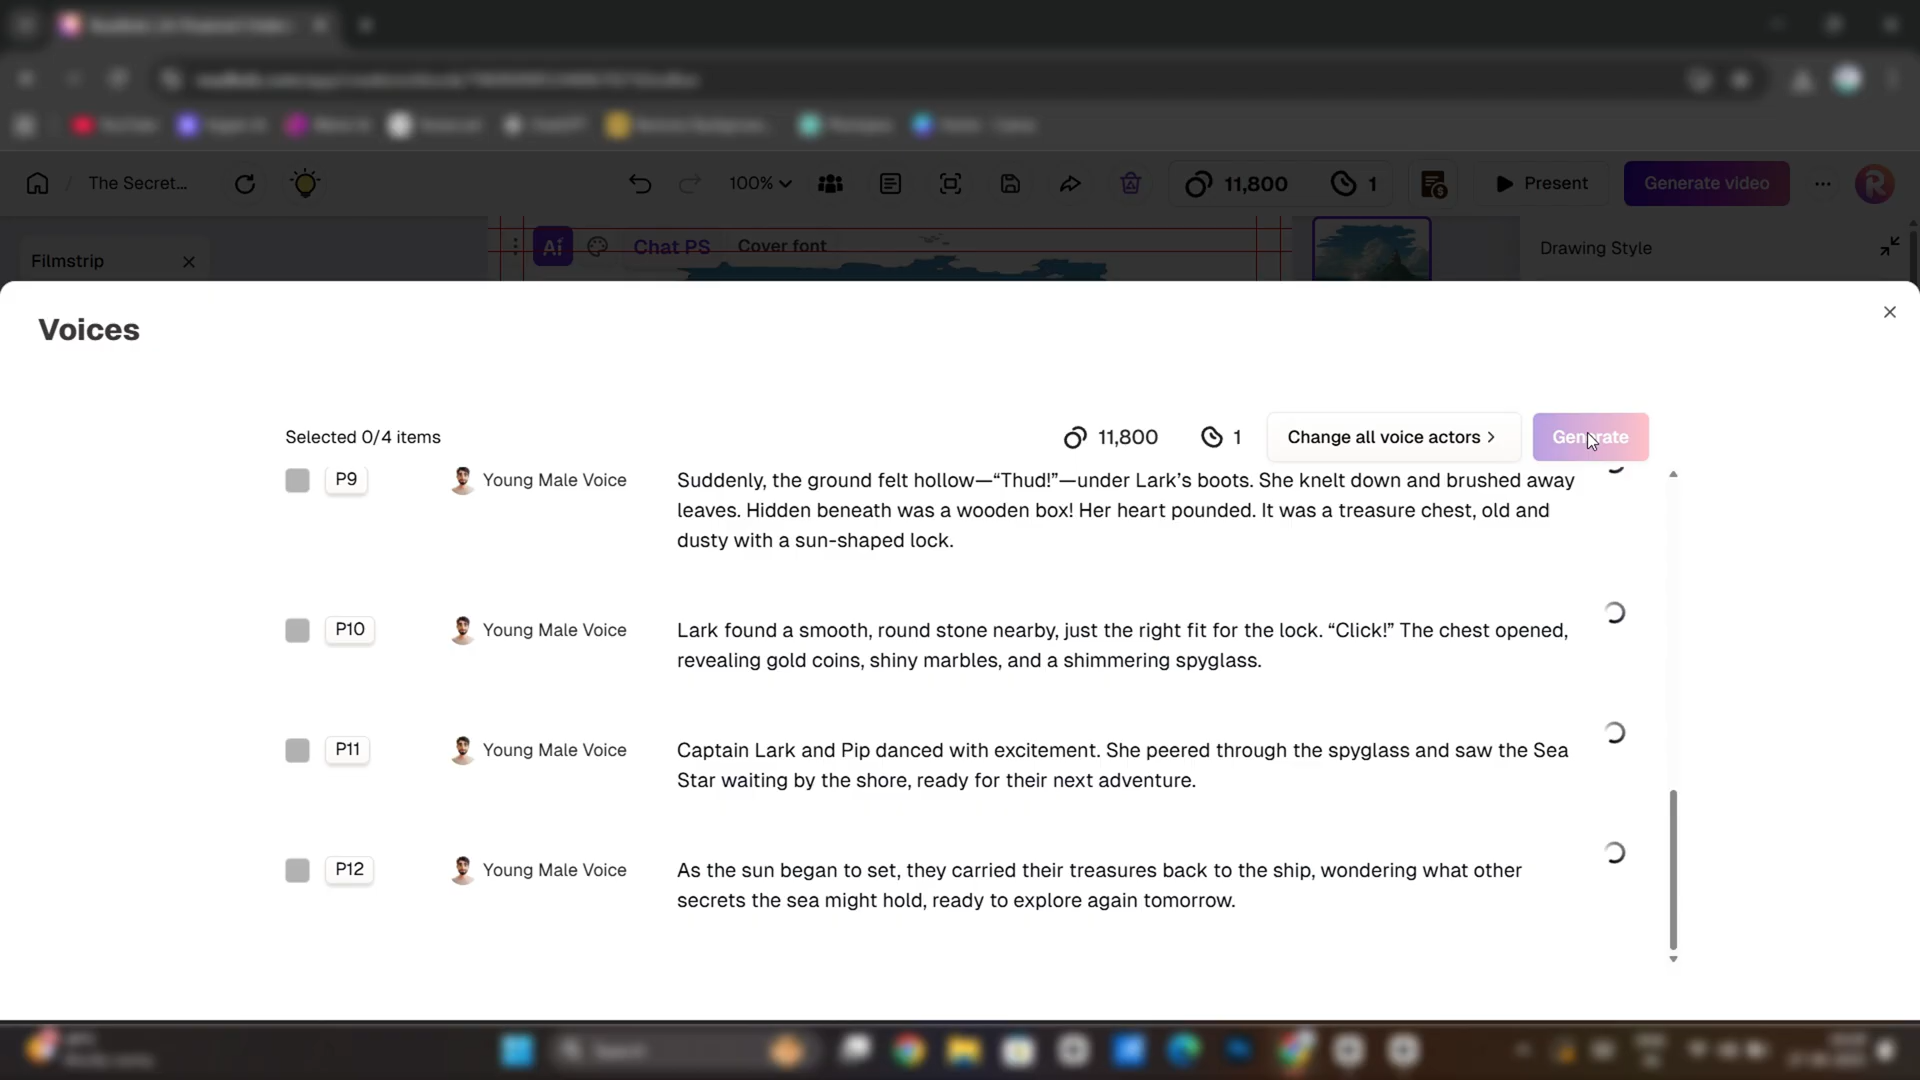 The Secret...
100%
11,800
1
Present
Generate video
R
Filmstrip
Ai
Chat PS
Cover font
Drawing Style
Voices
Selected 0/4 items
11,800
1
Change all voice actors
Generate
P9
Young Male Voice
Suddenly, the ground felt hollow—“Thud!”—under Lark’s boots. She knelt down and brushed away
leaves. Hidden beneath was a wooden box! Her heart pounded. It was a treasure chest, old and
dusty with a sun-shaped lock.
P10
Young Male Voice
Lark found a smooth, round stone nearby, just the right fit for the lock. “Click!” The chest opened,
revealing gold coins, shiny marbles, and a shimmering spyglass.
P11
Young Male Voice
Captain Lark and Pip danced with excitement. She peered through the spyglass and saw the Sea
Star waiting by the shore, ready for their next adventure.
P12
Young Male Voice
As the sun began to set, they carried their treasures back to the ship, wondering what other
secrets the sea might hold, ready to explore again tomorrow.
Search